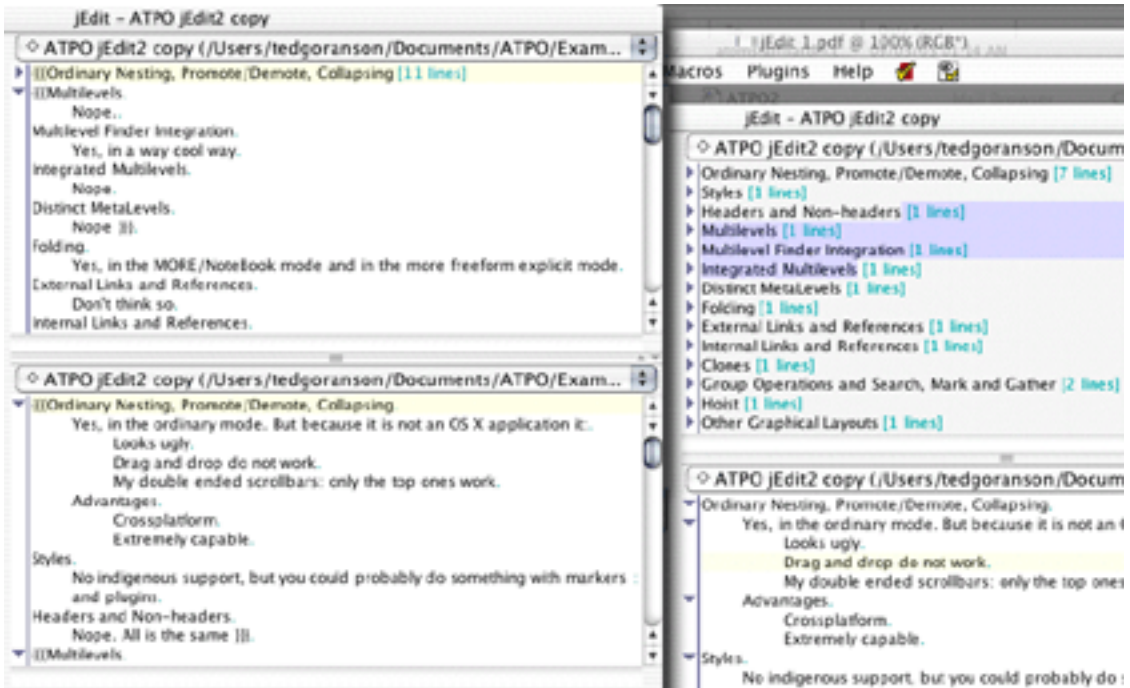 jEdit - ATPO jEdit2 copy
ATPO jEdit2 copy (/Users/tedgoranson/Documents/ATPO/Exam...
{{{Ordinary Nesting, Promote/Demote, Collapsing [11 lines]
{{{Multilevels.
Nope..
Multilevel Finder Integration.
Yes, in a way cool way.
Integrated Multilevels.
Nope.
Distinct MetaLevels.
Nope }}}.
Folding.
Yes, in the MORE/NoteBook mode and in the more freeform explicit mode.
External Links and References.
Don't think so.
Internal Links and References.
ATPO jEdit2 copy (/Users/tedgoranson/Documents/ATPO/Exam...
{{{Ordinary Nesting, Promote/Demote, Collapsing.
Yes, in the ordinary mode. But because it is not an OS X application it:.
Looks ugly.
Drag and drop do not work.
My double ended scrollbars: only the top ones work.
Advantages.
Crossplatform.
Extremely capable.
Styles.
No indigenous support, but you could probably do something with markers
and plugins.
Headers and Non-headers.
Nope. All is the same }}}.
{{{Multilevels.
jEdit 1.pdf @ 100% (RGB*)
Macros Plugins Help
ATPO2
jEdit - ATPO jEdit2 copy
ATPO jEdit2 copy (/Users/tedgoranson/Docum
Ordinary Nesting, Promote/Demote, Collapsing [7 lines]
Styles [1 lines]
Headers and Non-headers [1 lines]
Multilevels [1 lines]
Multilevel Finder Integration [1 lines]
Integrated Multilevels [1 lines]
Distinct MetaLevels [1 lines]
Folding [1 lines]
External Links and References [1 lines]
Internal Links and References [1 lines]
Clones [1 lines]
Group Operations and Search, Mark and Gather [2 lines]
Hoist [1 lines]
Other Graphical Layouts [1 lines]
ATPO jEdit2 copy (/Users/tedgoranson/Docum
Ordinary Nesting, Promote/Demote, Collapsing.
Yes, in the ordinary mode. But because it is not an
Looks ugly.
Drag and drop do not work.
My double ended scrollbars: only the top ones
Advantages.
Crossplatform.
Extremely capable.
Styles.
No indigenous support, but you could probably do